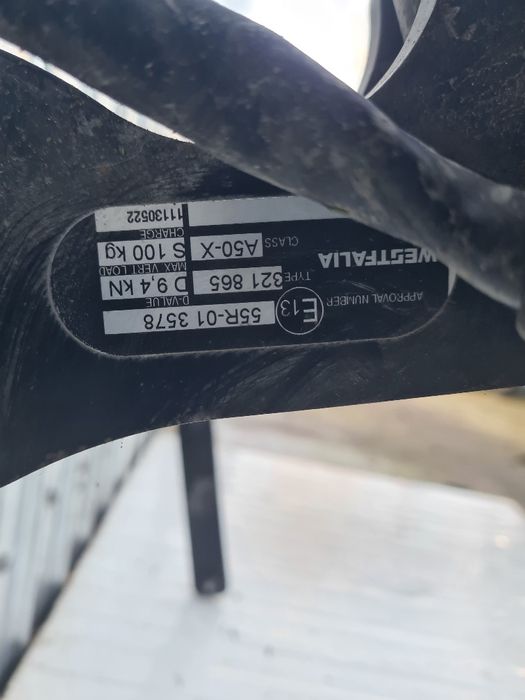 APPROVAL NUMBER E13 55R-01 3578
WESTFALIA
TYPE 321 865
D-VALUE D 9,4 kN
CLASS A50-X
MAX VERT LOAD S 100 kg
CHARGE 11130522